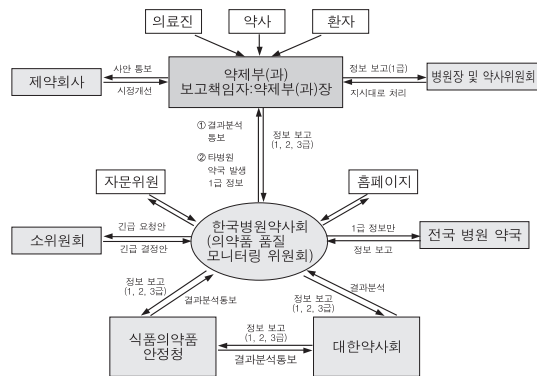 의료진
약사
환자
제약회사
사안 통보
시정개선
약제부(과)
보고책임자:약제부(과)장
정보 보고(1급)
지시대로 처리
병원장 및 약사위원회
① 결과분석
통보
② 타병원
약국 발생
1급 정보
정보 보고
(1, 2, 3급)
자문위원
홈페이지
소위원회
긴급 요청안
긴급 결정안
한국병원약사회
(의약품 품질
모니터링 위원회)
1급 정보만
정보 보고
전국 병원 약국
정보 보고
(1, 2, 3급)
결과분석통보
결과분석
정보 보고
(1, 2, 3급)
식품의약품
안정청
정보 보고
(1, 2, 3급)
결과분석통보
대한약사회